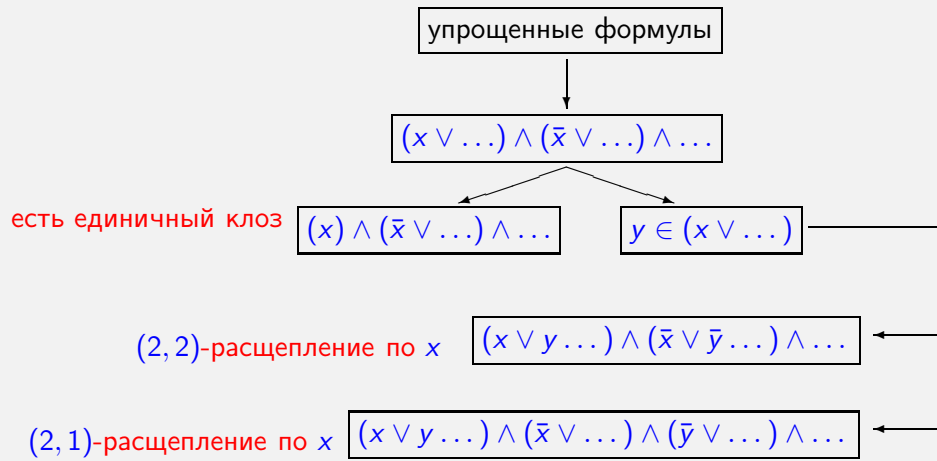 упрощенные формулы
(x ∨ …) ∧ (x̄ ∨ …) ∧ …
есть единичный клоз (x) ∧ (x̄ ∨ …) ∧ … y ∈ (x ∨ … )
(2, 2)-расщепление по x (x ∨ y … ) ∧ (x̄ ∨ ȳ … ) ∧ …
(2, 1)-расщепление по x (x ∨ y … ) ∧ (x̄ ∨ … ) ∧ (ȳ ∨ … ) ∧ …